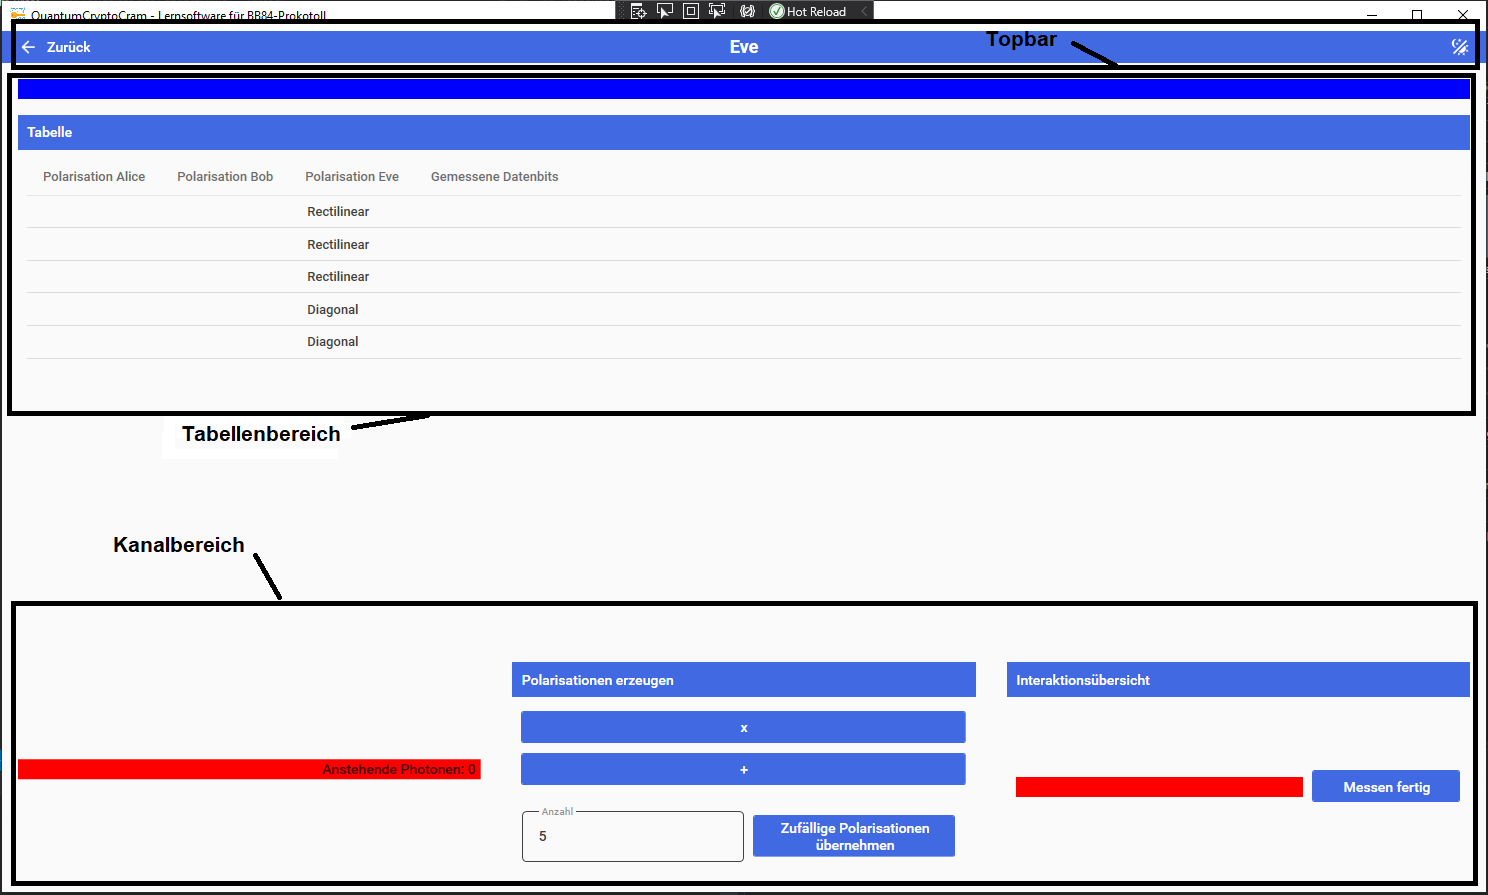 QuantumCryptoCram - Lernsoftware für BB84-Prokotoll
Hot Reload
Zurück
Eve
Topbar
Tabelle
Polarisation Alice Polarisation Bob Polarisation Eve Gemessene Datenbits
Rectilinear
Rectilinear
Rectilinear
Diagonal
Diagonal
Tabellenbereich
Kanalbereich
Polarisationen erzeugen
Interaktionsübersicht
x
Anstehende Photonen: 0
+
Messen fertig
Anzahl
5
Zufällige Polarisationen
übernehmen